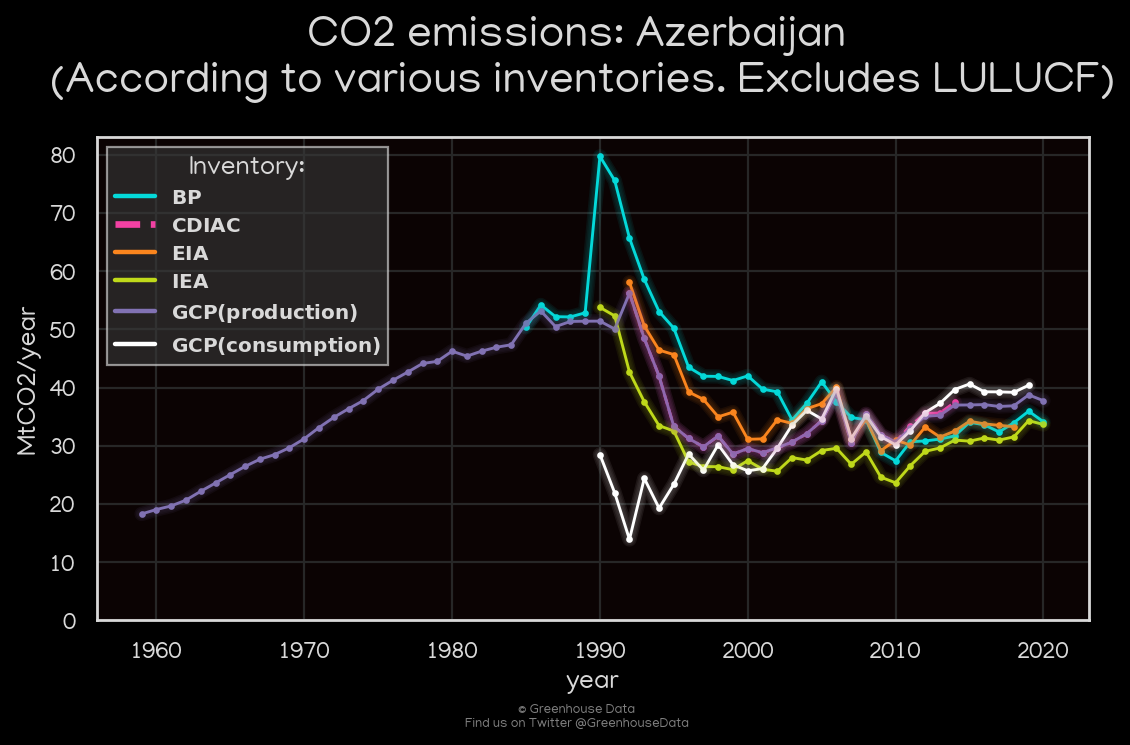 CO2 emissions: Azerbaijan
(According to various inventories. Excludes LULUCF)
Inventory:
BP
CDIAC
EIA
IEA
GCP(production)
GCP(consumption)
MtCO2/year
80
70
60
50
40
30
20
10
0
1960 1970 1980 1990 2000 2010 2020
year
© Greenhouse Data
Find us on Twitter @GreenhouseData